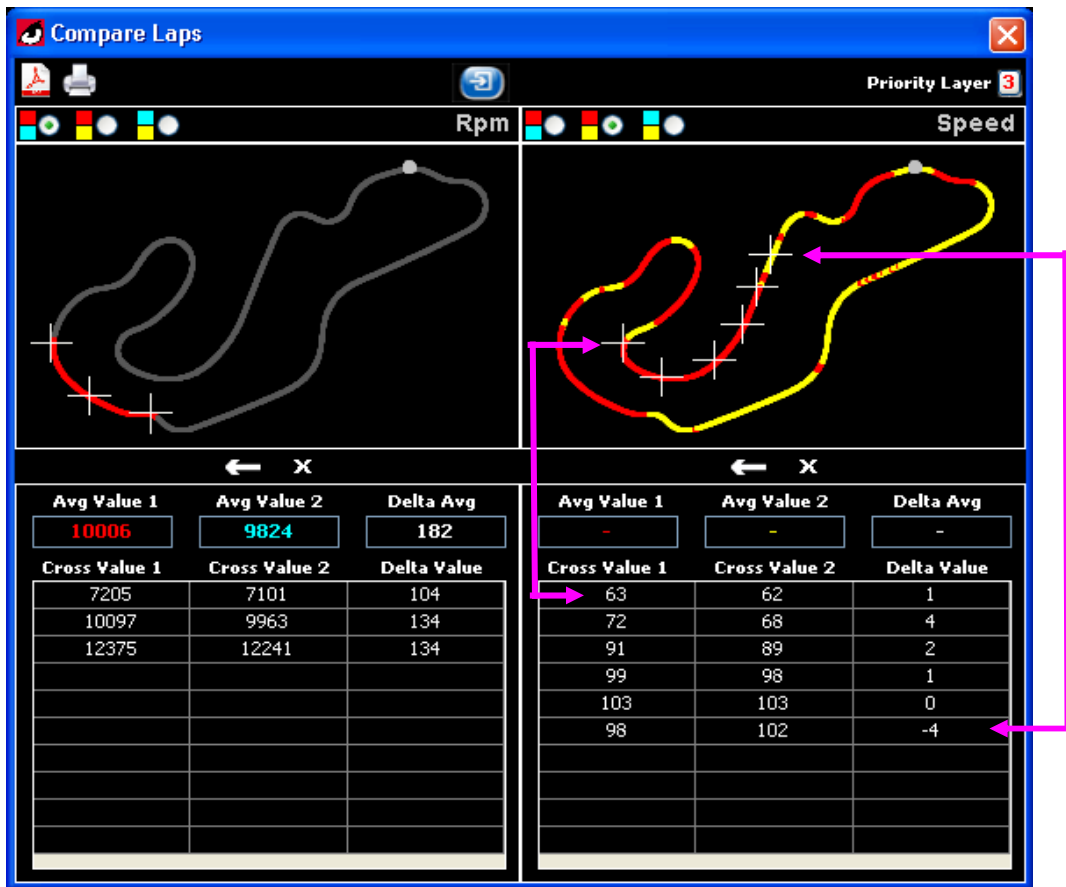 Compare Laps
Priority Layer 3
Rpm
Speed
Avg Value 1 Avg Value 2 Delta Avg
10006 9824 182
Cross Value 1 Cross Value 2 Delta Value
7205 7101 104
10097 9963 134
12375 12241 134
Avg Value 1 Avg Value 2 Delta Avg
- - -
Cross Value 1 Cross Value 2 Delta Value
63 62 1
72 68 4
91 89 2
99 98 1
103 103 0
98 102 -4